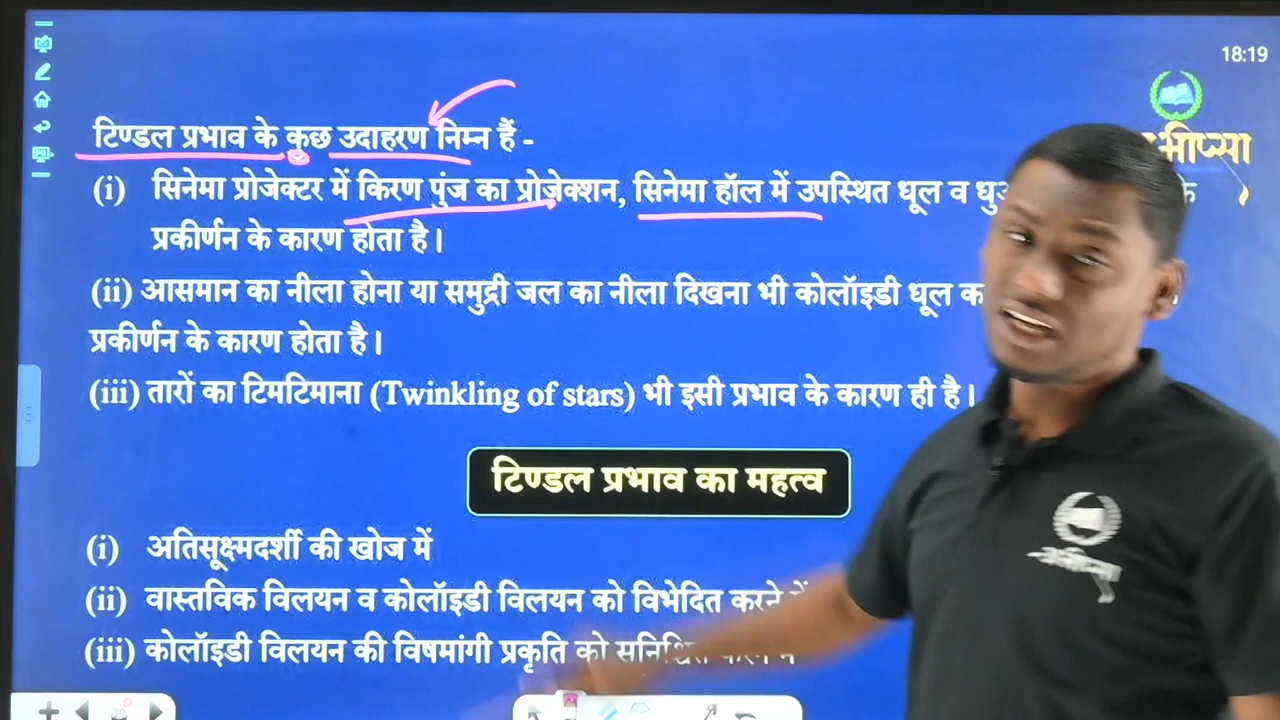 18:19
टिण्डल प्रभाव के कुछ उदाहरण निम्न हैं -
(i) सिनेमा प्रोजेक्टर में किरण पुंज का प्रोजेक्शन, सिनेमा हॉल में उपस्थित धूल व के
प्रकीर्णन के कारण होता है।
(ii) आसमान का नीला होना या समुद्री जल का नीला दिखना भी कोलॉइडी धूल
प्रकीर्णन के कारण होता है।
(iii) तारों का टिमटिमाना (Twinkling of stars) भी इसी प्रभाव के कारण ही है।
टिण्डल प्रभाव का महत्व
(i) अतिसूक्ष्मदर्शी की खोज में
(ii) वास्तविक विलयन व कोलॉइडी विलयन को विभेदित करने में
(iii) कोलॉइडी विलयन की विषमांगी प्रकृति को
अभीप्सा